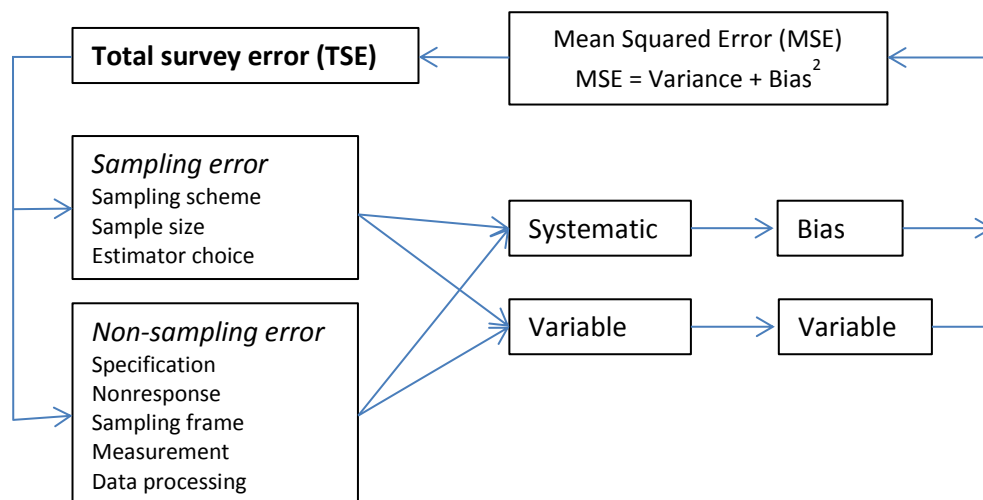 Total survey error (TSE)
Mean Squared Error (MSE)
MSE = Variance + Bias²
Sampling error
Sampling scheme
Sample size
Estimator choice
Systematic
Bias
Non-sampling error
Specification
Nonresponse
Sampling frame
Measurement
Data processing
Variable
Variable